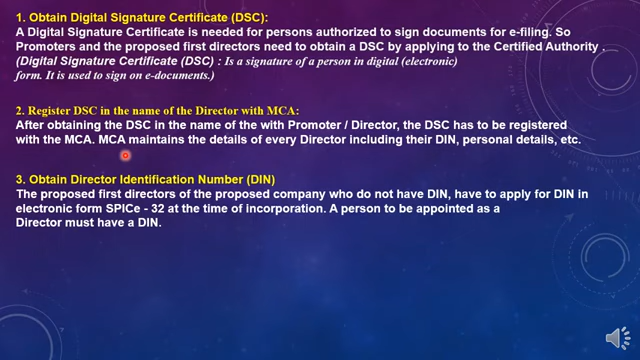 1. Obtain Digital Signature Certificate (DSC):
A Digital Signature Certificate is needed for persons authorized to sign documents for e-filing. So
Promoters and the proposed first directors need to obtain a DSC by applying to the Certified Authority .
(Digital Signature Certificate (DSC) : Is a signature of a person in digital (electronic)
form. It is used to sign on e-documents.)
2. Register DSC in the name of the Director with MCA:
After obtaining the DSC in the name of the with Promoter / Director, the DSC has to be registered
with the MCA. MCA maintains the details of every Director including their DIN, personal details, etc.
3. Obtain Director Identification Number (DIN)
The proposed first directors of the proposed company who do not have DIN, have to apply for DIN in
electronic form SPICe - 32 at the time of incorporation. A person to be appointed as a
Director must have a DIN.